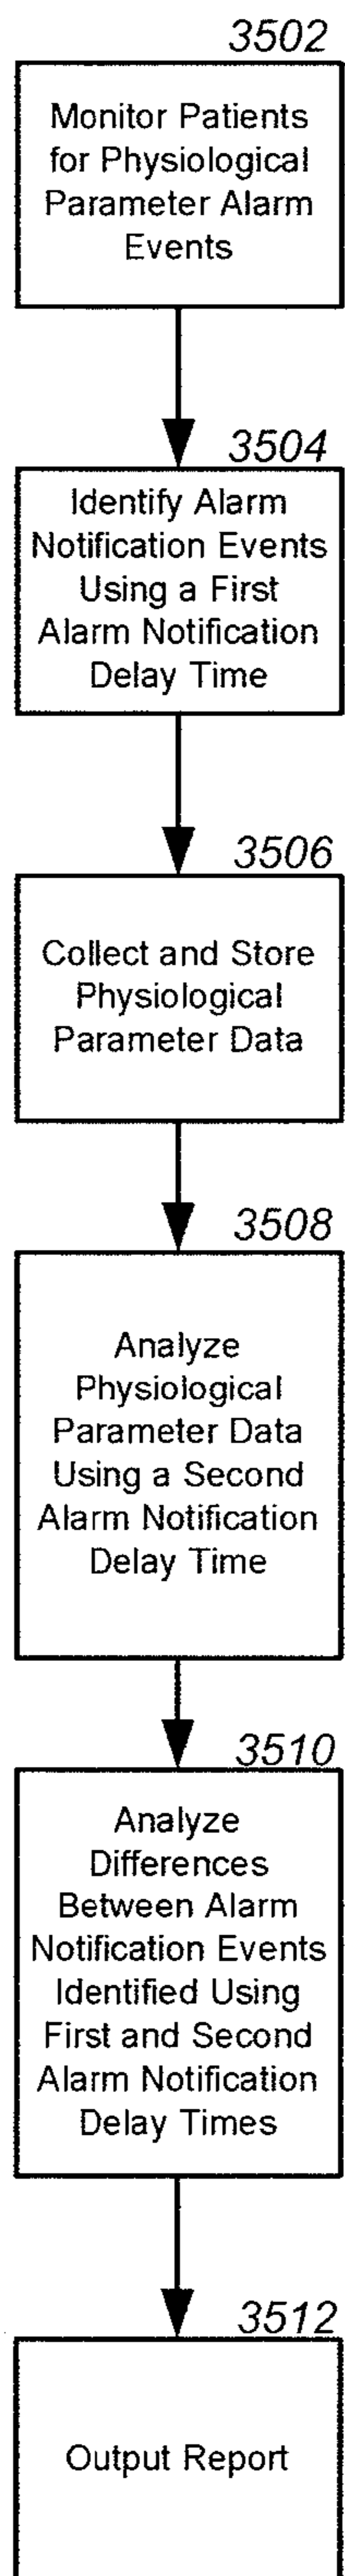 3502
Monitor Patients
for Physiological
Parameter Alarm
Events
3504
Identify Alarm
Notification Events
Using a First
Alarm Notification
Delay Time
3506
Collect and Store
Physiological
Parameter Data
3508
Analyze
Physiological
Parameter Data
Using a Second
Alarm Notification
Delay Time
3510
Analyze
Differences
Between Alarm
Notification Events
Identified Using
First and Second
Alarm Notification
Delay Times
3512
Output Report